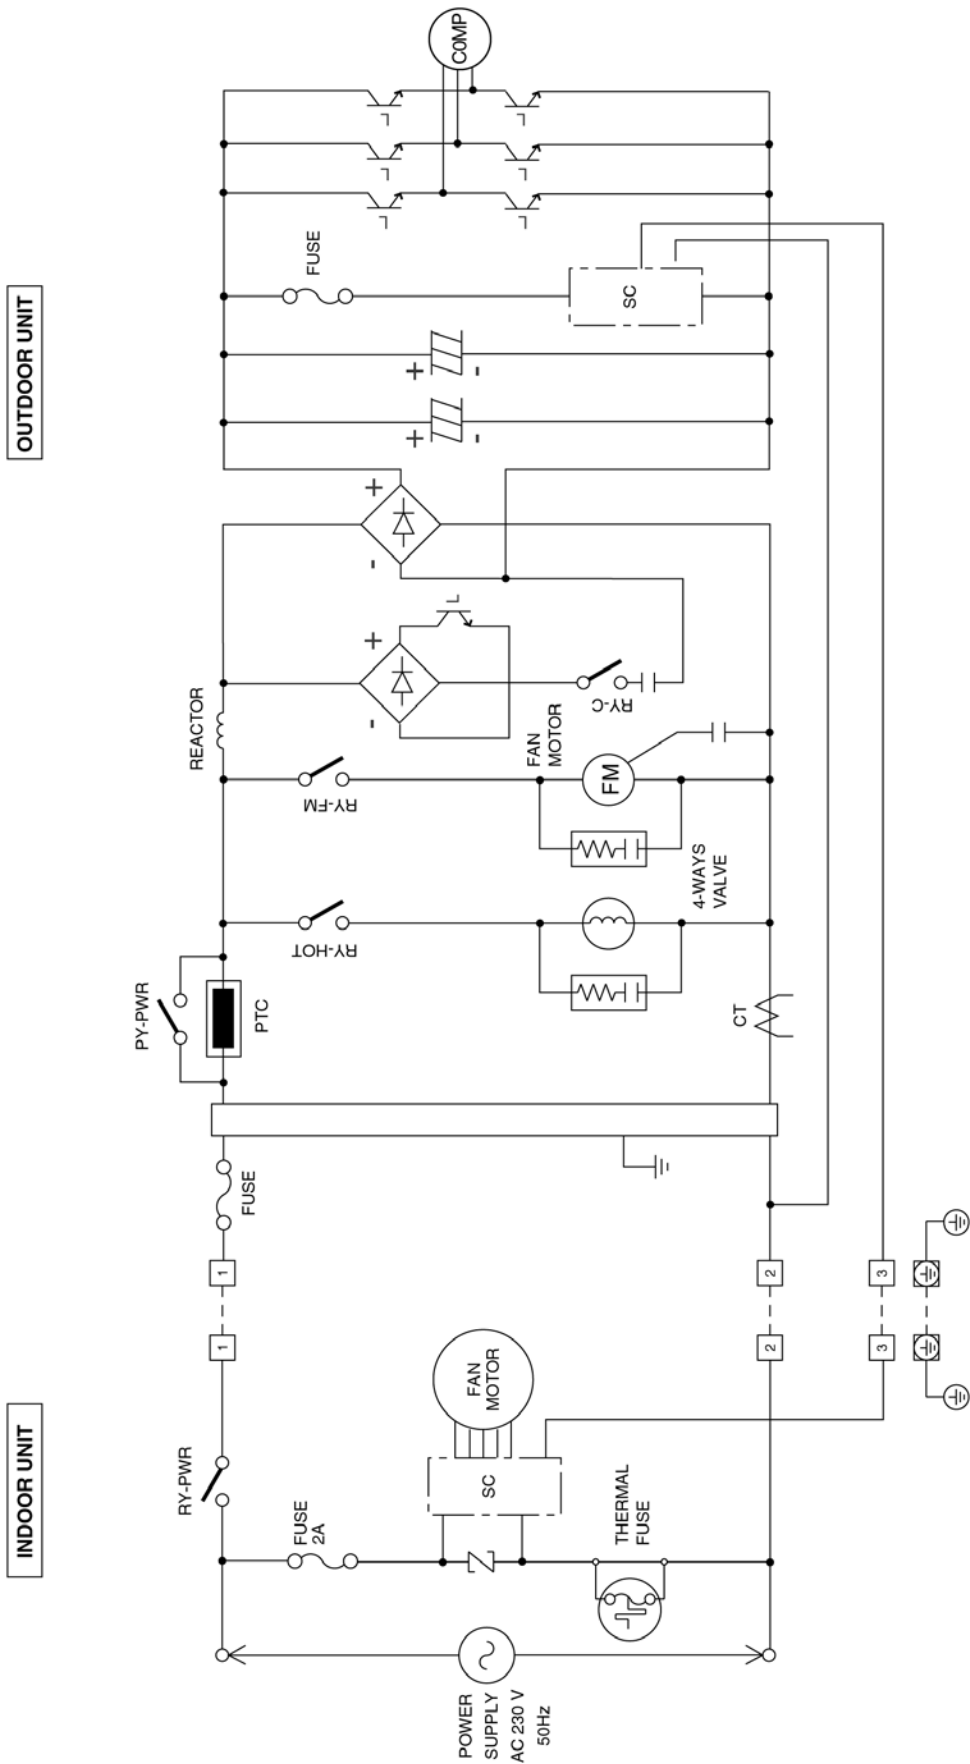 INDOOR UNIT
OUTDOOR UNIT
POWER
SUPPLY
AC 230 V
50Hz
RY-PWR
FUSE
2A
SC
FAN
MOTOR
THERMAL
FUSE
1
1
2
2
3
3
FUSE
PY-PWR
PTC
CT
RY-HOT
4-WAYS
VALVE
RY-FM
FAN
MOTOR
FM
REACTOR
RY-C
+
-
+
-
+
-
+
-
FUSE
SC
COMP